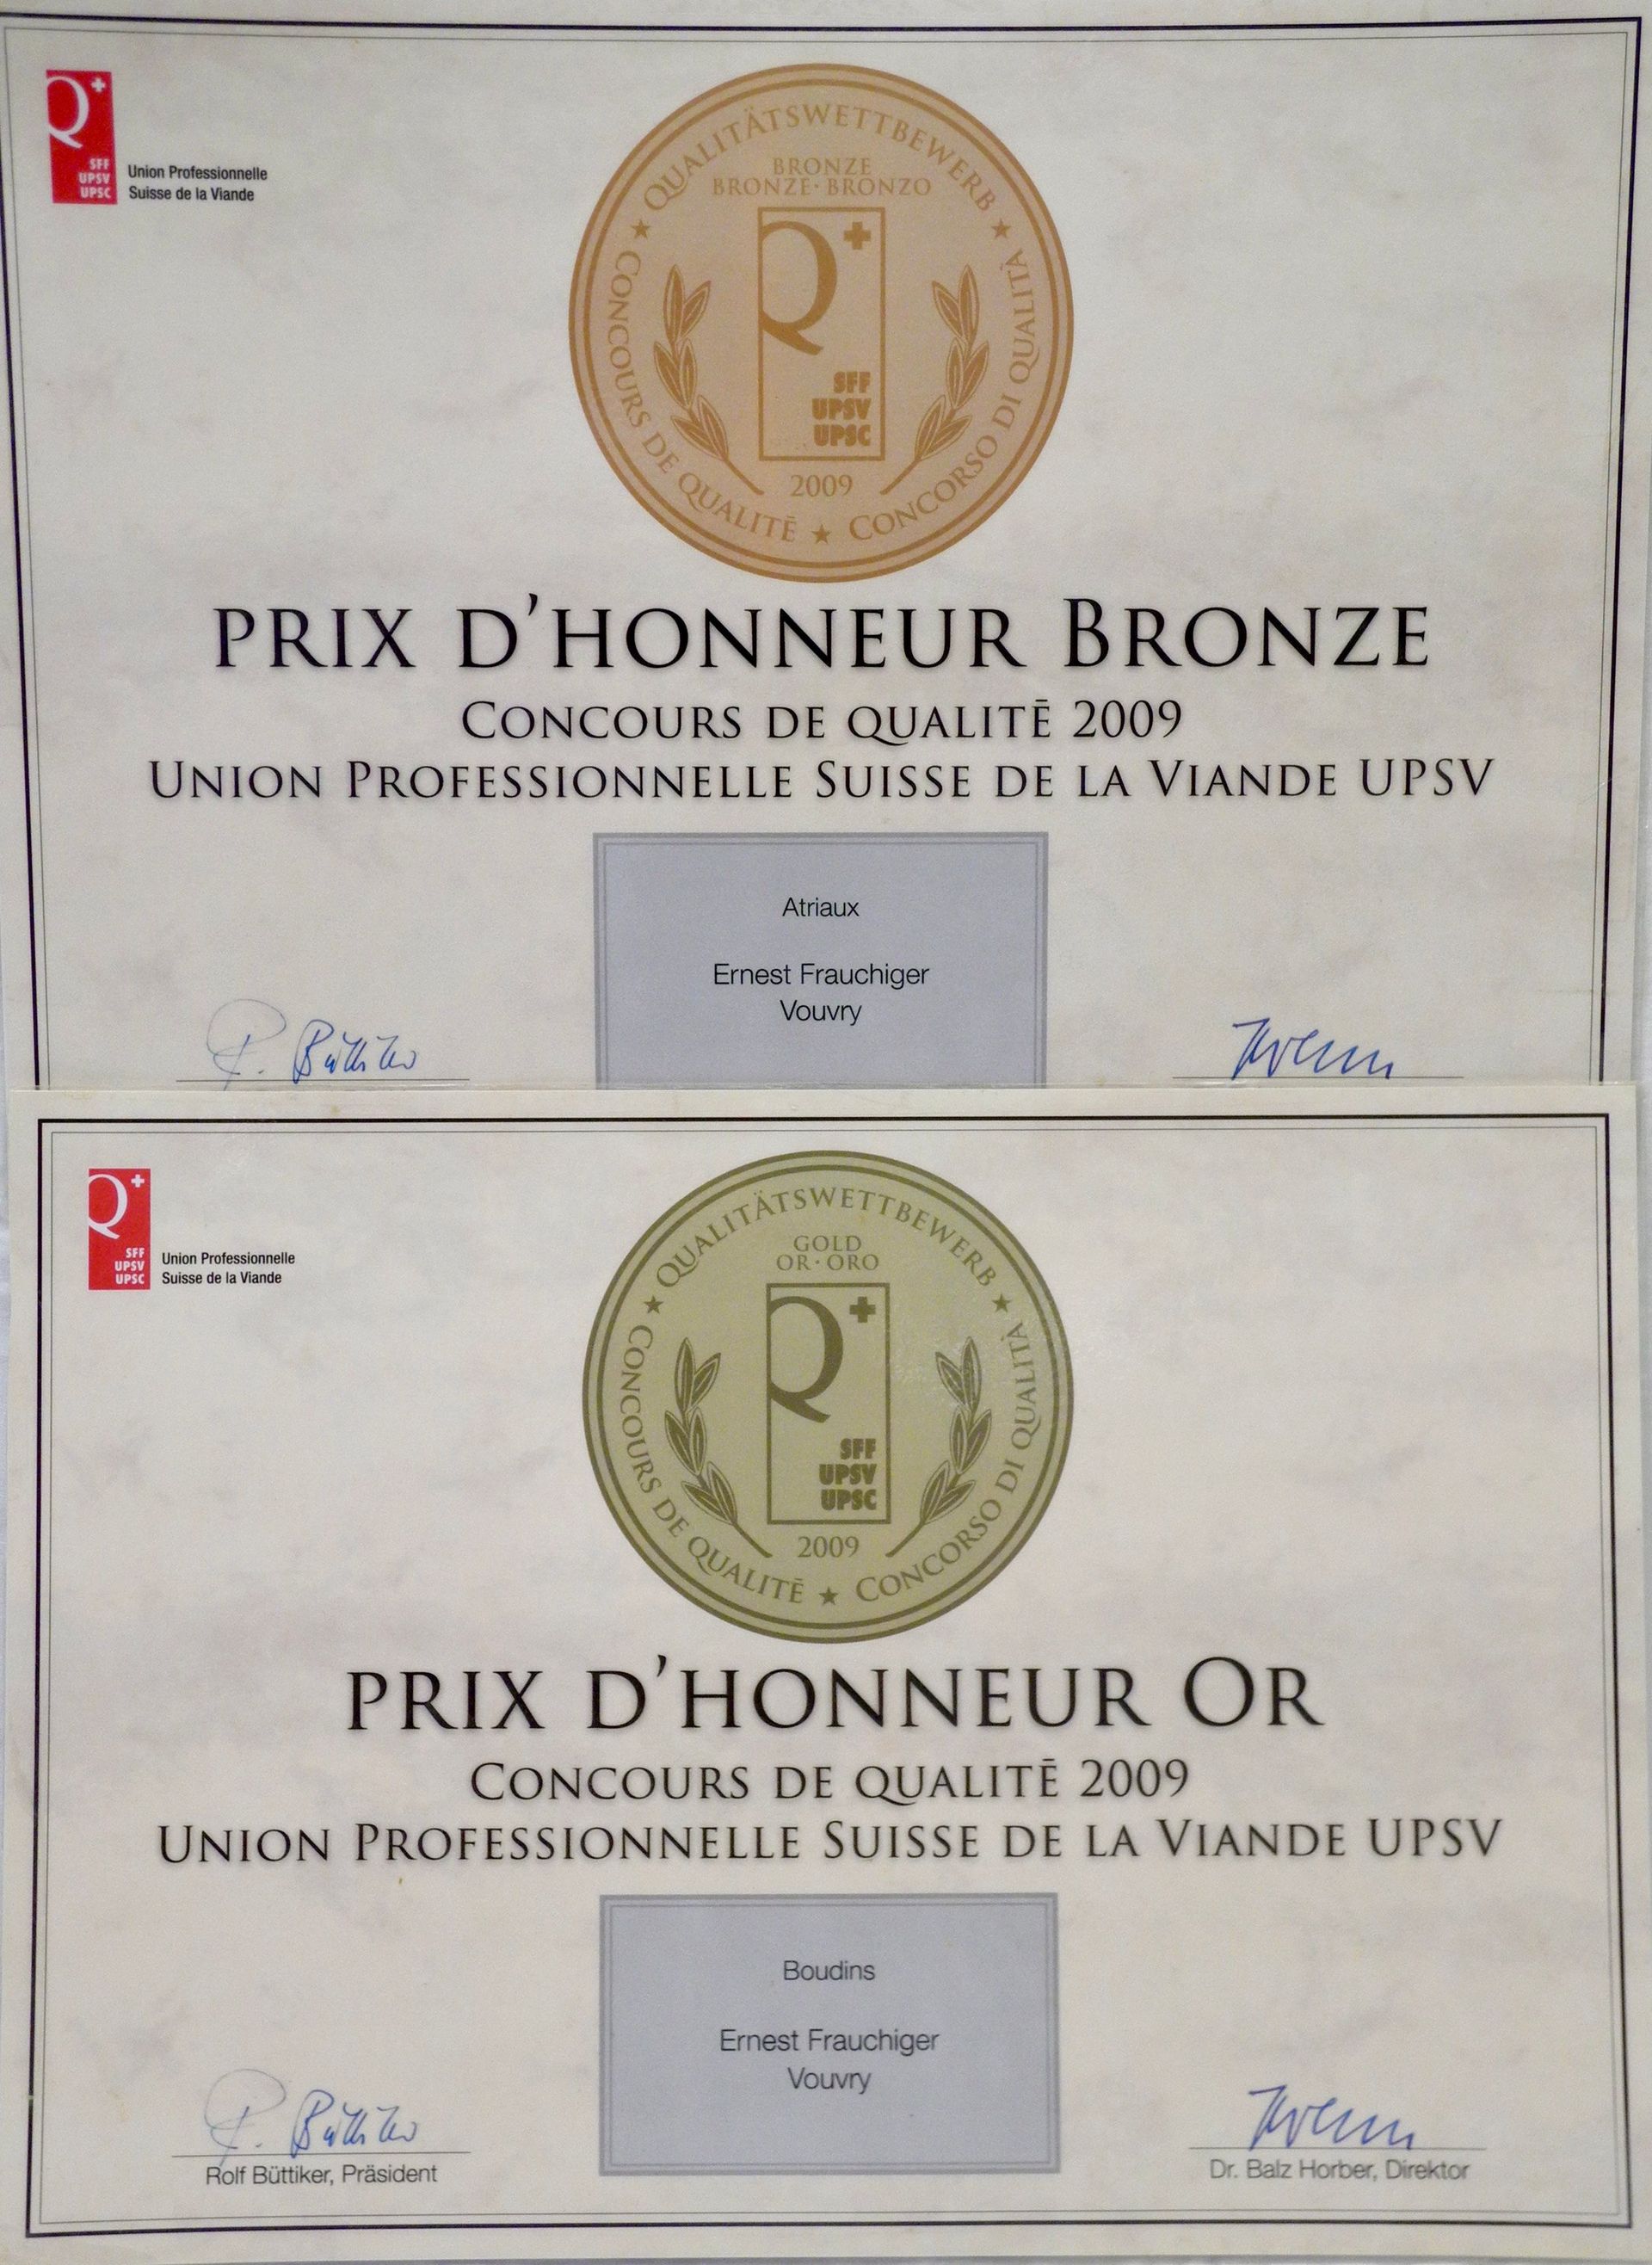 Q+
SFF
UPSV
UPSC
Union Professionnelle
Suisse de la Viande
QUALITÄTSWETTBEWERB
BRONZE
BRONZE·BRONZO
Q+
SFF
UPSV
UPSC
2009
CONCOURS DE QUALITÉ ★ CONCORSO DI QUALITÀ
PRIX D'HONNEUR BRONZE
CONCOURS DE QUALITÉ 2009
UNION PROFESSIONNELLE SUISSE DE LA VIANDE UPSV
Atriaux
Ernest Frauchiger
Vouvry
Q+
SFF
UPSV
UPSC
Union Professionnelle
Suisse de la Viande
QUALITÄTSWETTBEWERB
GOLD
OR·ORO
Q+
SFF
UPSV
UPSC
2009
CONCOURS DE QUALITÉ ★ CONCORSO DI QUALITÀ
PRIX D'HONNEUR OR
CONCOURS DE QUALITÉ 2009
UNION PROFESSIONNELLE SUISSE DE LA VIANDE UPSV
Boudins
Ernest Frauchiger
Vouvry
Rolf Büttiker, Präsident
Dr. Balz Horber, Direktor